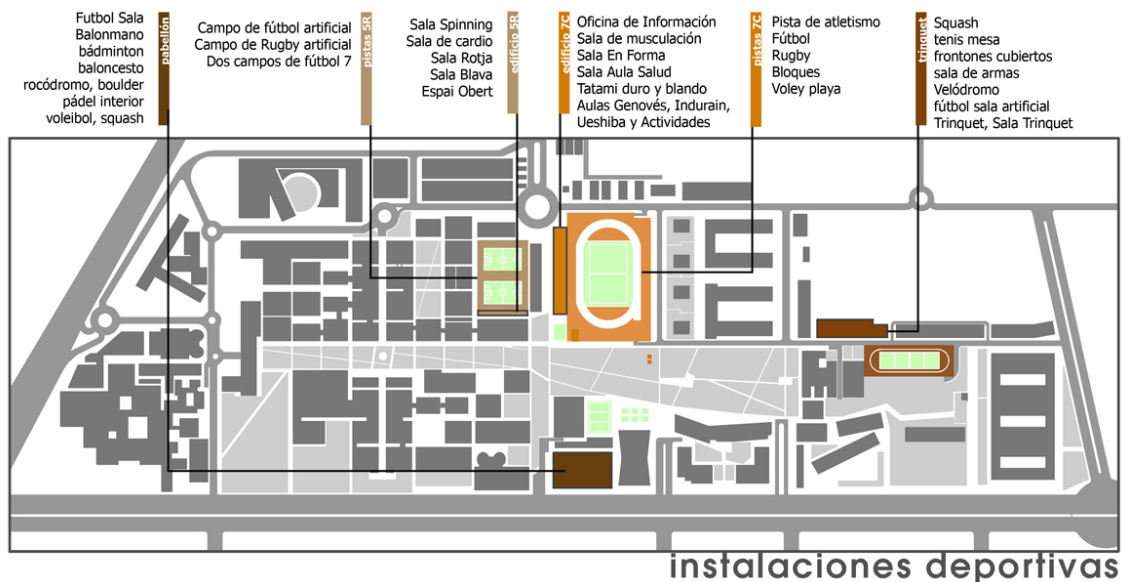 Futbol Sala
Balonmano
bádminton
baloncesto
rocódromo, boulder
pádel interior
voleibol, squash
pabellón
Campo de fútbol artificial
Campo de Rugby artificial
Dos campos de fútbol 7
pistas 5R
Sala Spinning
Sala de cardio
Sala Rotja
Sala Blava
Espai Obert
edificio 5R
edificio 7C
Oficina de Información
Sala de musculación
Sala En Forma
Sala Aula Salud
Tatami duro y blando
Aulas Genovés, Indurain,
Ueshiba y Actividades
pistas 7C
Pista de atletismo
Fútbol
Rugby
Bloques
Voley playa
trinquet
Squash
tenis mesa
frontones cubiertos
sala de armas
Velódromo
fútbol sala artificial
Trinquet, Sala Trinquet
instalaciones deportivas